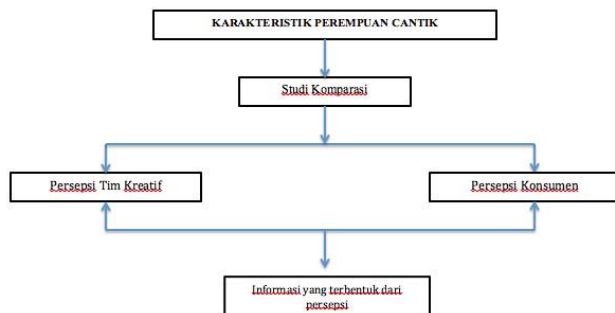 KARAKTERISTIK PEREMPUAN CANTIK
Studi Komparasi
Persepsi Tim Kreatif
Persepsi Konsumen
Informasi yang terbentuk dari
persepsi